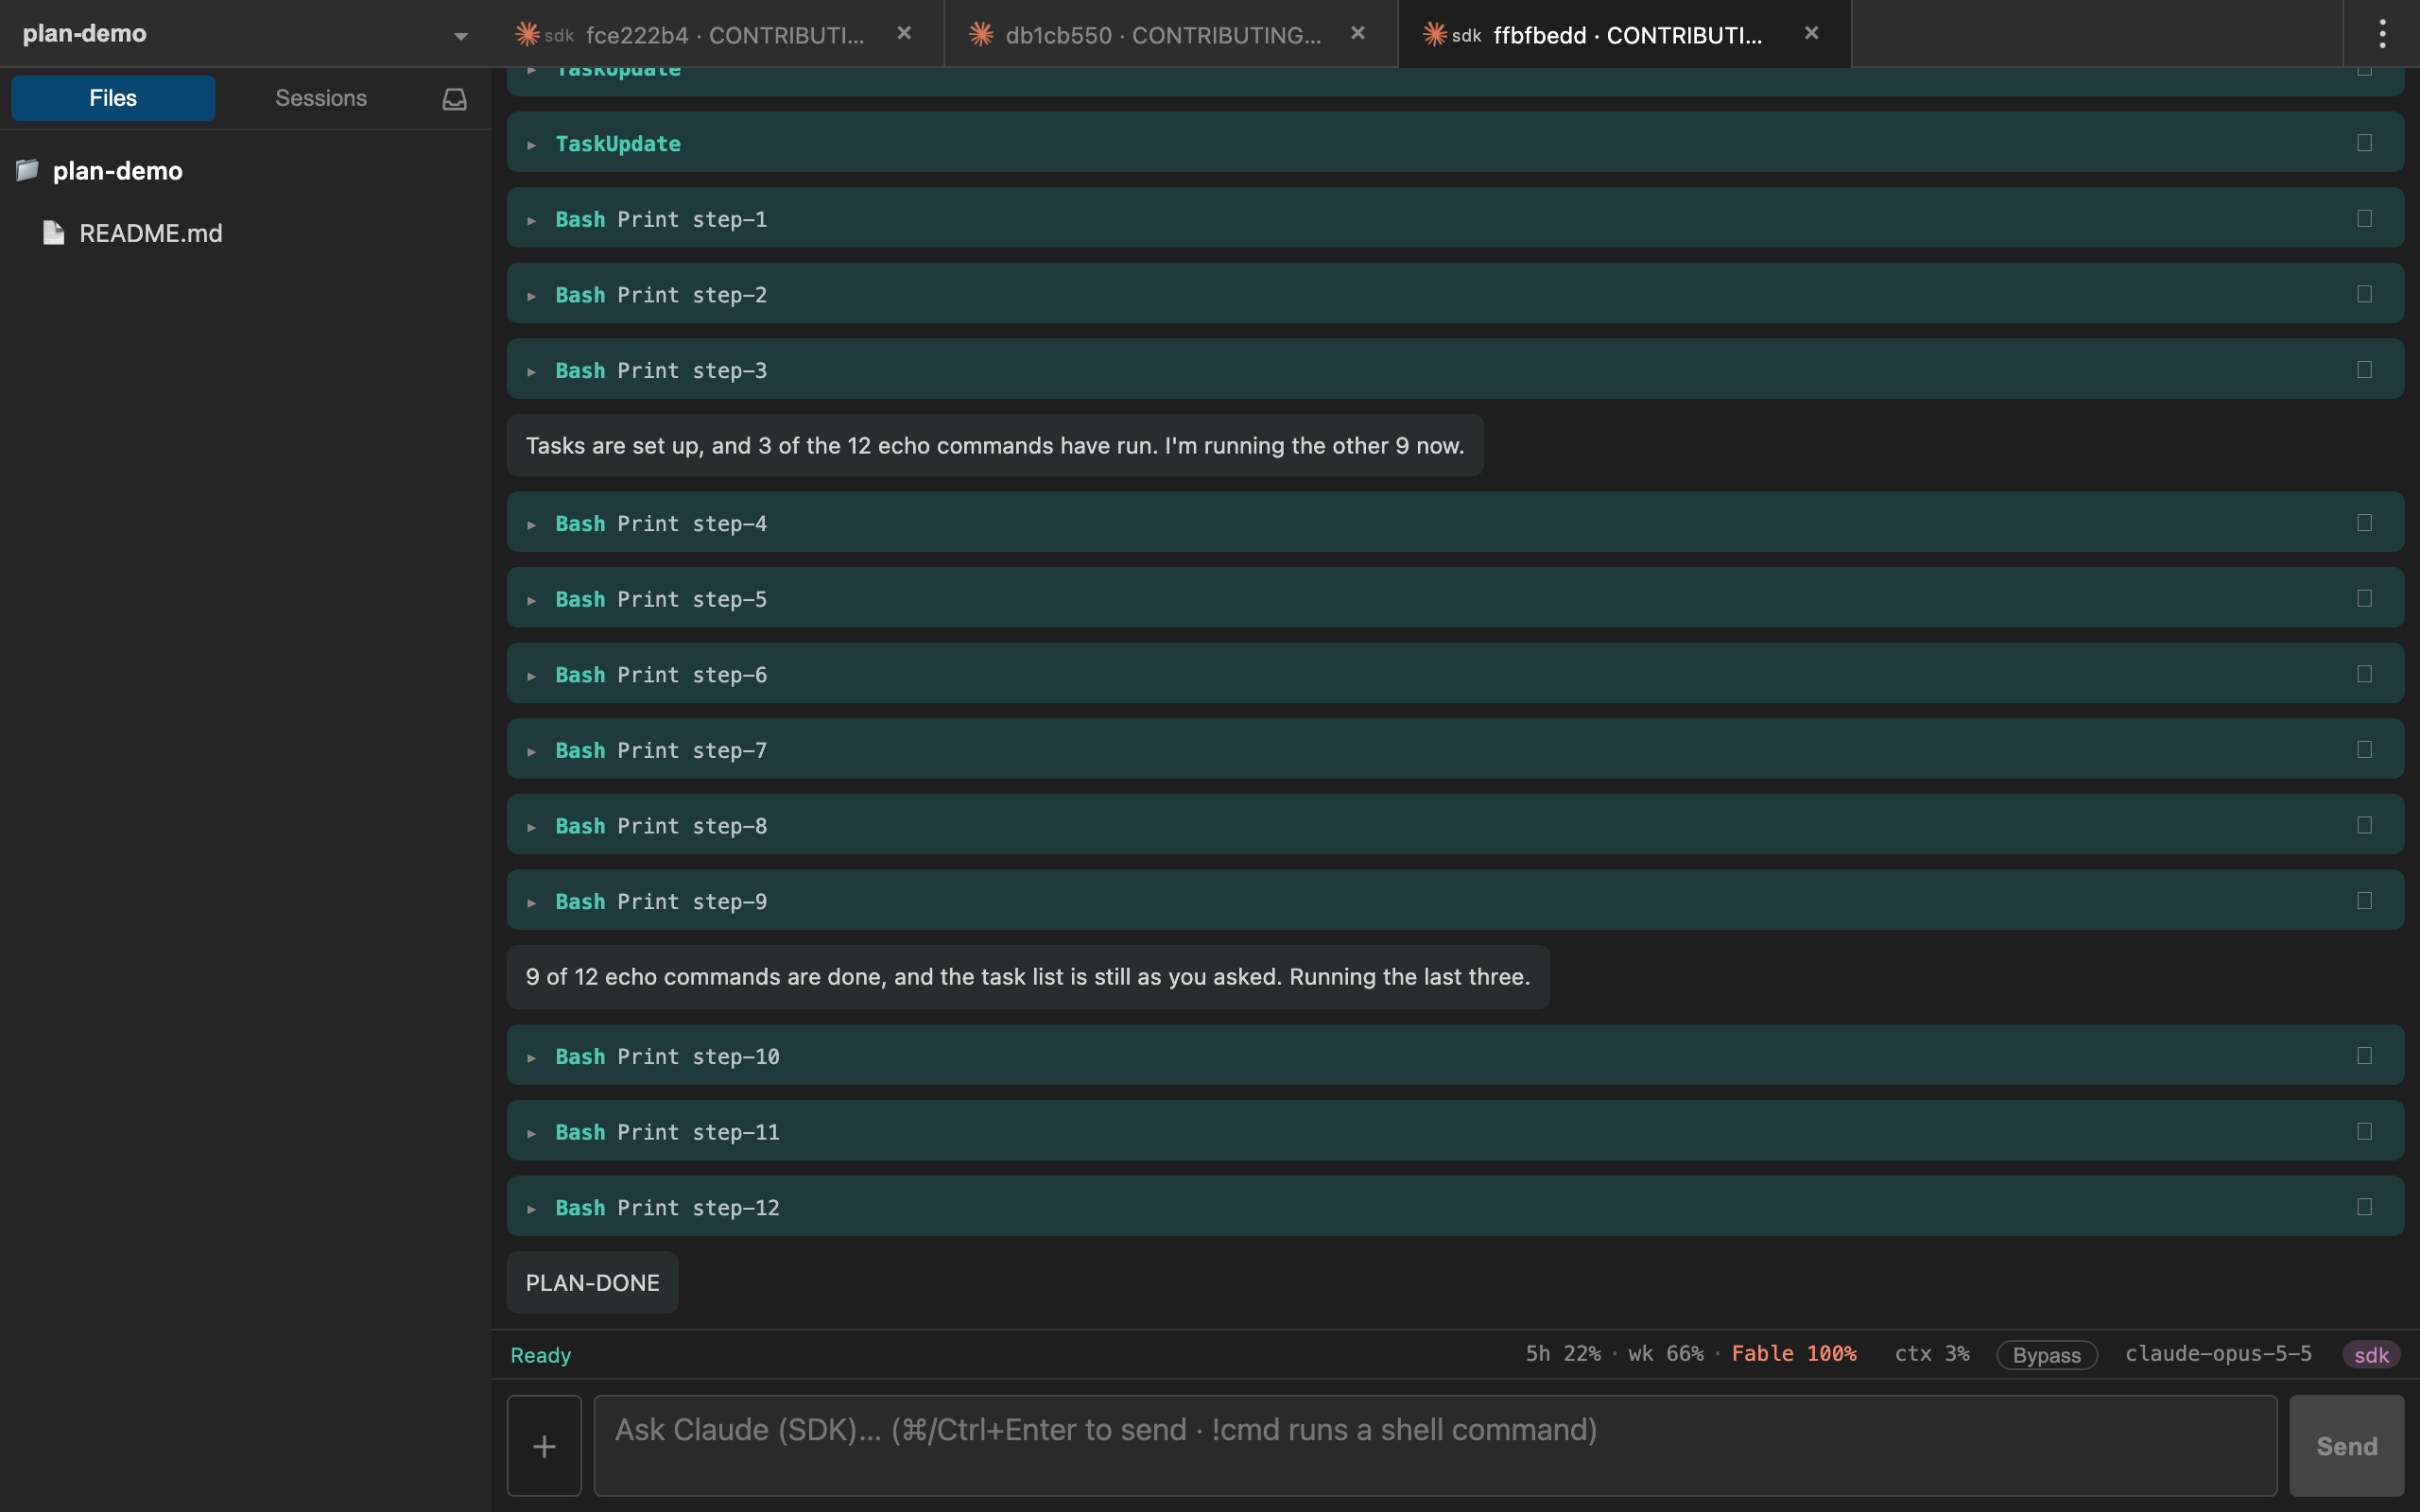 plan-demo
sdk fce222b4 · CONTRIBUTI...
db1cb550 · CONTRIBUTING...
sdk ffbfbedd · CONTRIBUTI...
Files
Sessions
plan-demo
README.md
TaskUpdate
TaskUpdate
Bash Print step-1
Bash Print step-2
Bash Print step-3
Tasks are set up, and 3 of the 12 echo commands have run. I'm running the other 9 now.
Bash Print step-4
Bash Print step-5
Bash Print step-6
Bash Print step-7
Bash Print step-8
Bash Print step-9
9 of 12 echo commands are done, and the task list is still as you asked. Running the last three.
Bash Print step-10
Bash Print step-11
Bash Print step-12
PLAN-DONE
Ready
5h 22% · wk 66% · Fable 100% ctx 3% Bypass claude-opus-5-5 sdk
Ask Claude (SDK)... (⌘/Ctrl+Enter to send · !cmd runs a shell command)
Send